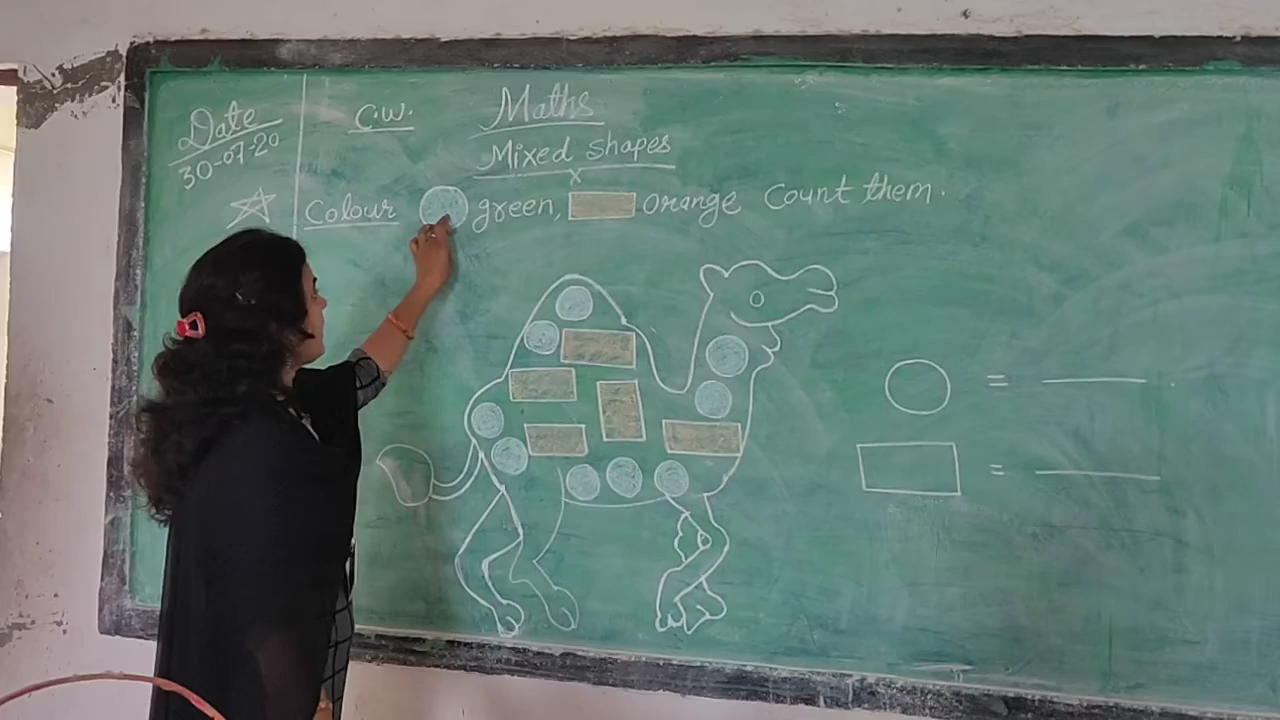 Date
30-07-20
C.W.
Maths
Mixed shapes
x
Colour green, orange Count them.
=
=